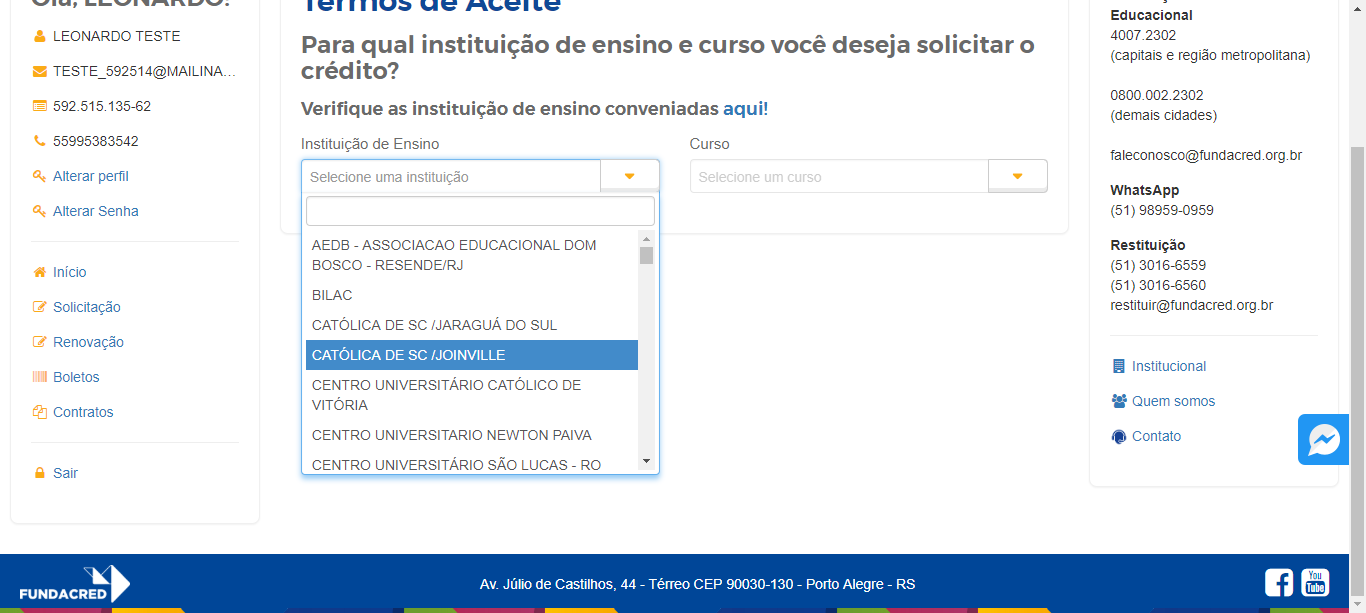 Olá, LEONARDO!
LEONARDO TESTE
TESTE_592514@MAILINA...
592.515.135-62
55995383542
Alterar perfil
Alterar Senha
Início
Solicitação
Renovação
Boletos
Contratos
Sair
Termos de Aceite
Para qual instituição de ensino e curso você deseja solicitar o
crédito?
Verifique as instituição de ensino conveniadas aqui!
Instituição de Ensino
Selecione uma instituição
AEDB - ASSOCIACAO EDUCACIONAL DOM
BOSCO - RESENDE/RJ
BILAC
CATÓLICA DE SC /JARAGUÁ DO SUL
CATÓLICA DE SC /JOINVILLE
CENTRO UNIVERSITÁRIO CATÓLICO DE
VITÓRIA
CENTRO UNIVERSITARIO NEWTON PAIVA
CENTRO UNIVERSITÁRIO SÃO LUCAS - RO
Curso
Selecione um curso
Educacional
4007.2302
(capitais e região metropolitana)
0800.002.2302
(demais cidades)
faleconosco@fundacred.org.br
WhatsApp
(51) 98959-0959
Restituição
(51) 3016-6559
(51) 3016-6560
restituir@fundacred.org.br
Institucional
Quem somos
Contato
FUNDACRED
Av. Júlio de Castilhos, 44 - Térreo CEP 90030-130 - Porto Alegre - RS
You
Tube